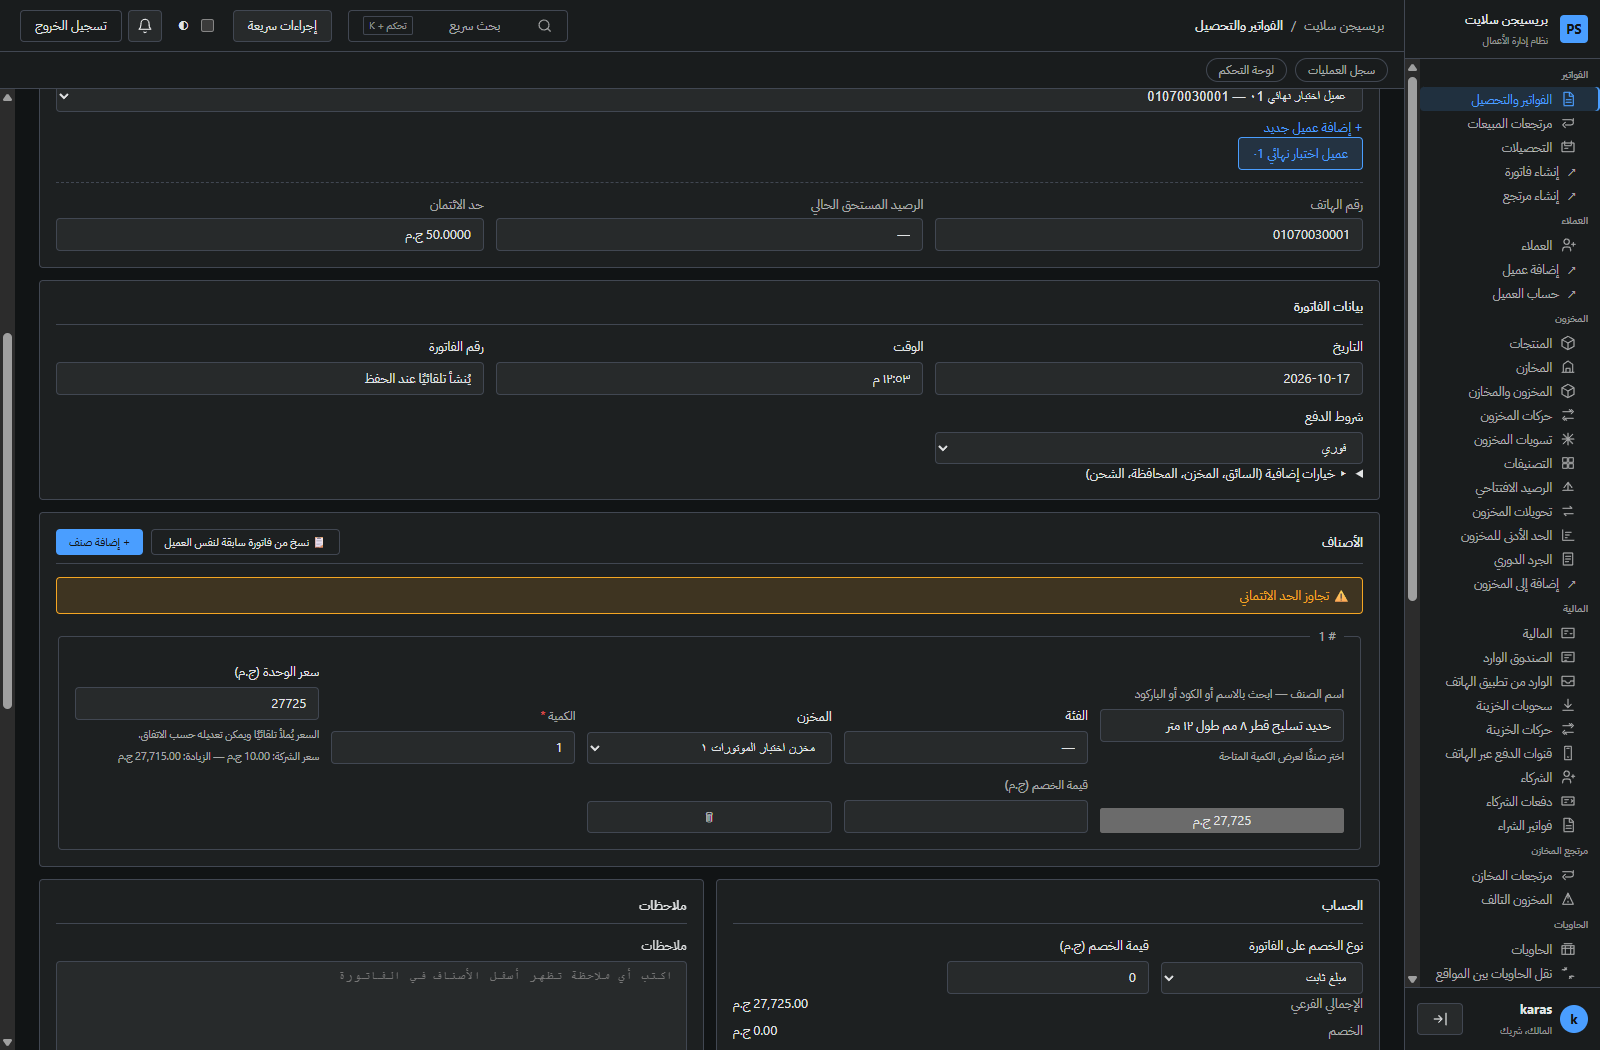 PS
بريسيجن سلايت
نظام إدارة الأعمال
الفواتير
الفواتير والتحصيل
مرتجعات المبيعات
التحصيلات
إنشاء فاتورة
إنشاء مرتجع
العملاء
العملاء
إضافة عميل
حساب العميل
المخزون
المنتجات
المخازن
المخزون والمخازن
حركات المخزون
تسويات المخزون
التصنيفات
الرصيد الافتتاحي
تحويلات المخزون
الحد الأدنى للمخزون
الجرد الدوري
إضافة إلى المخزون
المالية
المالية
الصندوق الوارد
الوارد من تطبيق الهاتف
سحوبات الخزينة
حركات الخزينة
قنوات الدفع عبر الهاتف
الشركاء
دفعات الشركاء
فواتير الشراء
مرتجع المخازن
مرتجعات المخازن
المخزون التالف
الحاويات
الحاويات
نقل الحاويات بين المواقع
k
karas
المالك، شريك
بريسيجن سلايت / الفواتير والتحصيل
بحث سريع
تحكم + K
إجراءات سريعة
تسجيل الخروج
سجل العمليات
لوحة التحكم
عميل اختبار نهائي ٠1 — 01070030001
+ إضافة عميل جديد
عميل اختبار نهائي ٠1
رقم الهاتف
الرصيد المستحق الحالي
حد الائتمان
01070030001
—
50.0000 ج.م
بيانات الفاتورة
التاريخ
الوقت
رقم الفاتورة
2026-10-17
١٢:٥٣ م
يُنشأ تلقائيًا عند الحفظ
شروط الدفع
فوري
خيارات إضافية (السائق، المخزن، المحافظة، الشحن)
الأصناف
نسخ من فاتورة سابقة لنفس العميل
+ إضافة صنف
تجاوز الحد الائتماني
# 1
اسم الصنف — ابحث بالاسم أو الكود أو الباركود
حديد تسليح قطر ٨ مم طول ١٢ متر
اختر صنفًا لعرض الكمية المتاحة
الفئة
—
المخزن
مخزن اختبار الموتورات ١
الكمية *
1
سعر الوحدة (ج.م)
27725
السعر يُملأ تلقائيًا ويمكن تعديله حسب الاتفاق.
سعر الشركة: 10.00 ج.م — الزيادة: 27,715.00 ج.م
قيمة الخصم (ج.م)
27,725 ج.م
الحساب
نوع الخصم على الفاتورة
قيمة الخصم (ج.م)
مبلغ ثابت
0
الإجمالي الفرعي
27,725.00 ج.م
الخصم
0.00 ج.م
ملاحظات
ملاحظات
اكتب أي ملاحظة تظهر أسفل الأصناف في الفاتورة